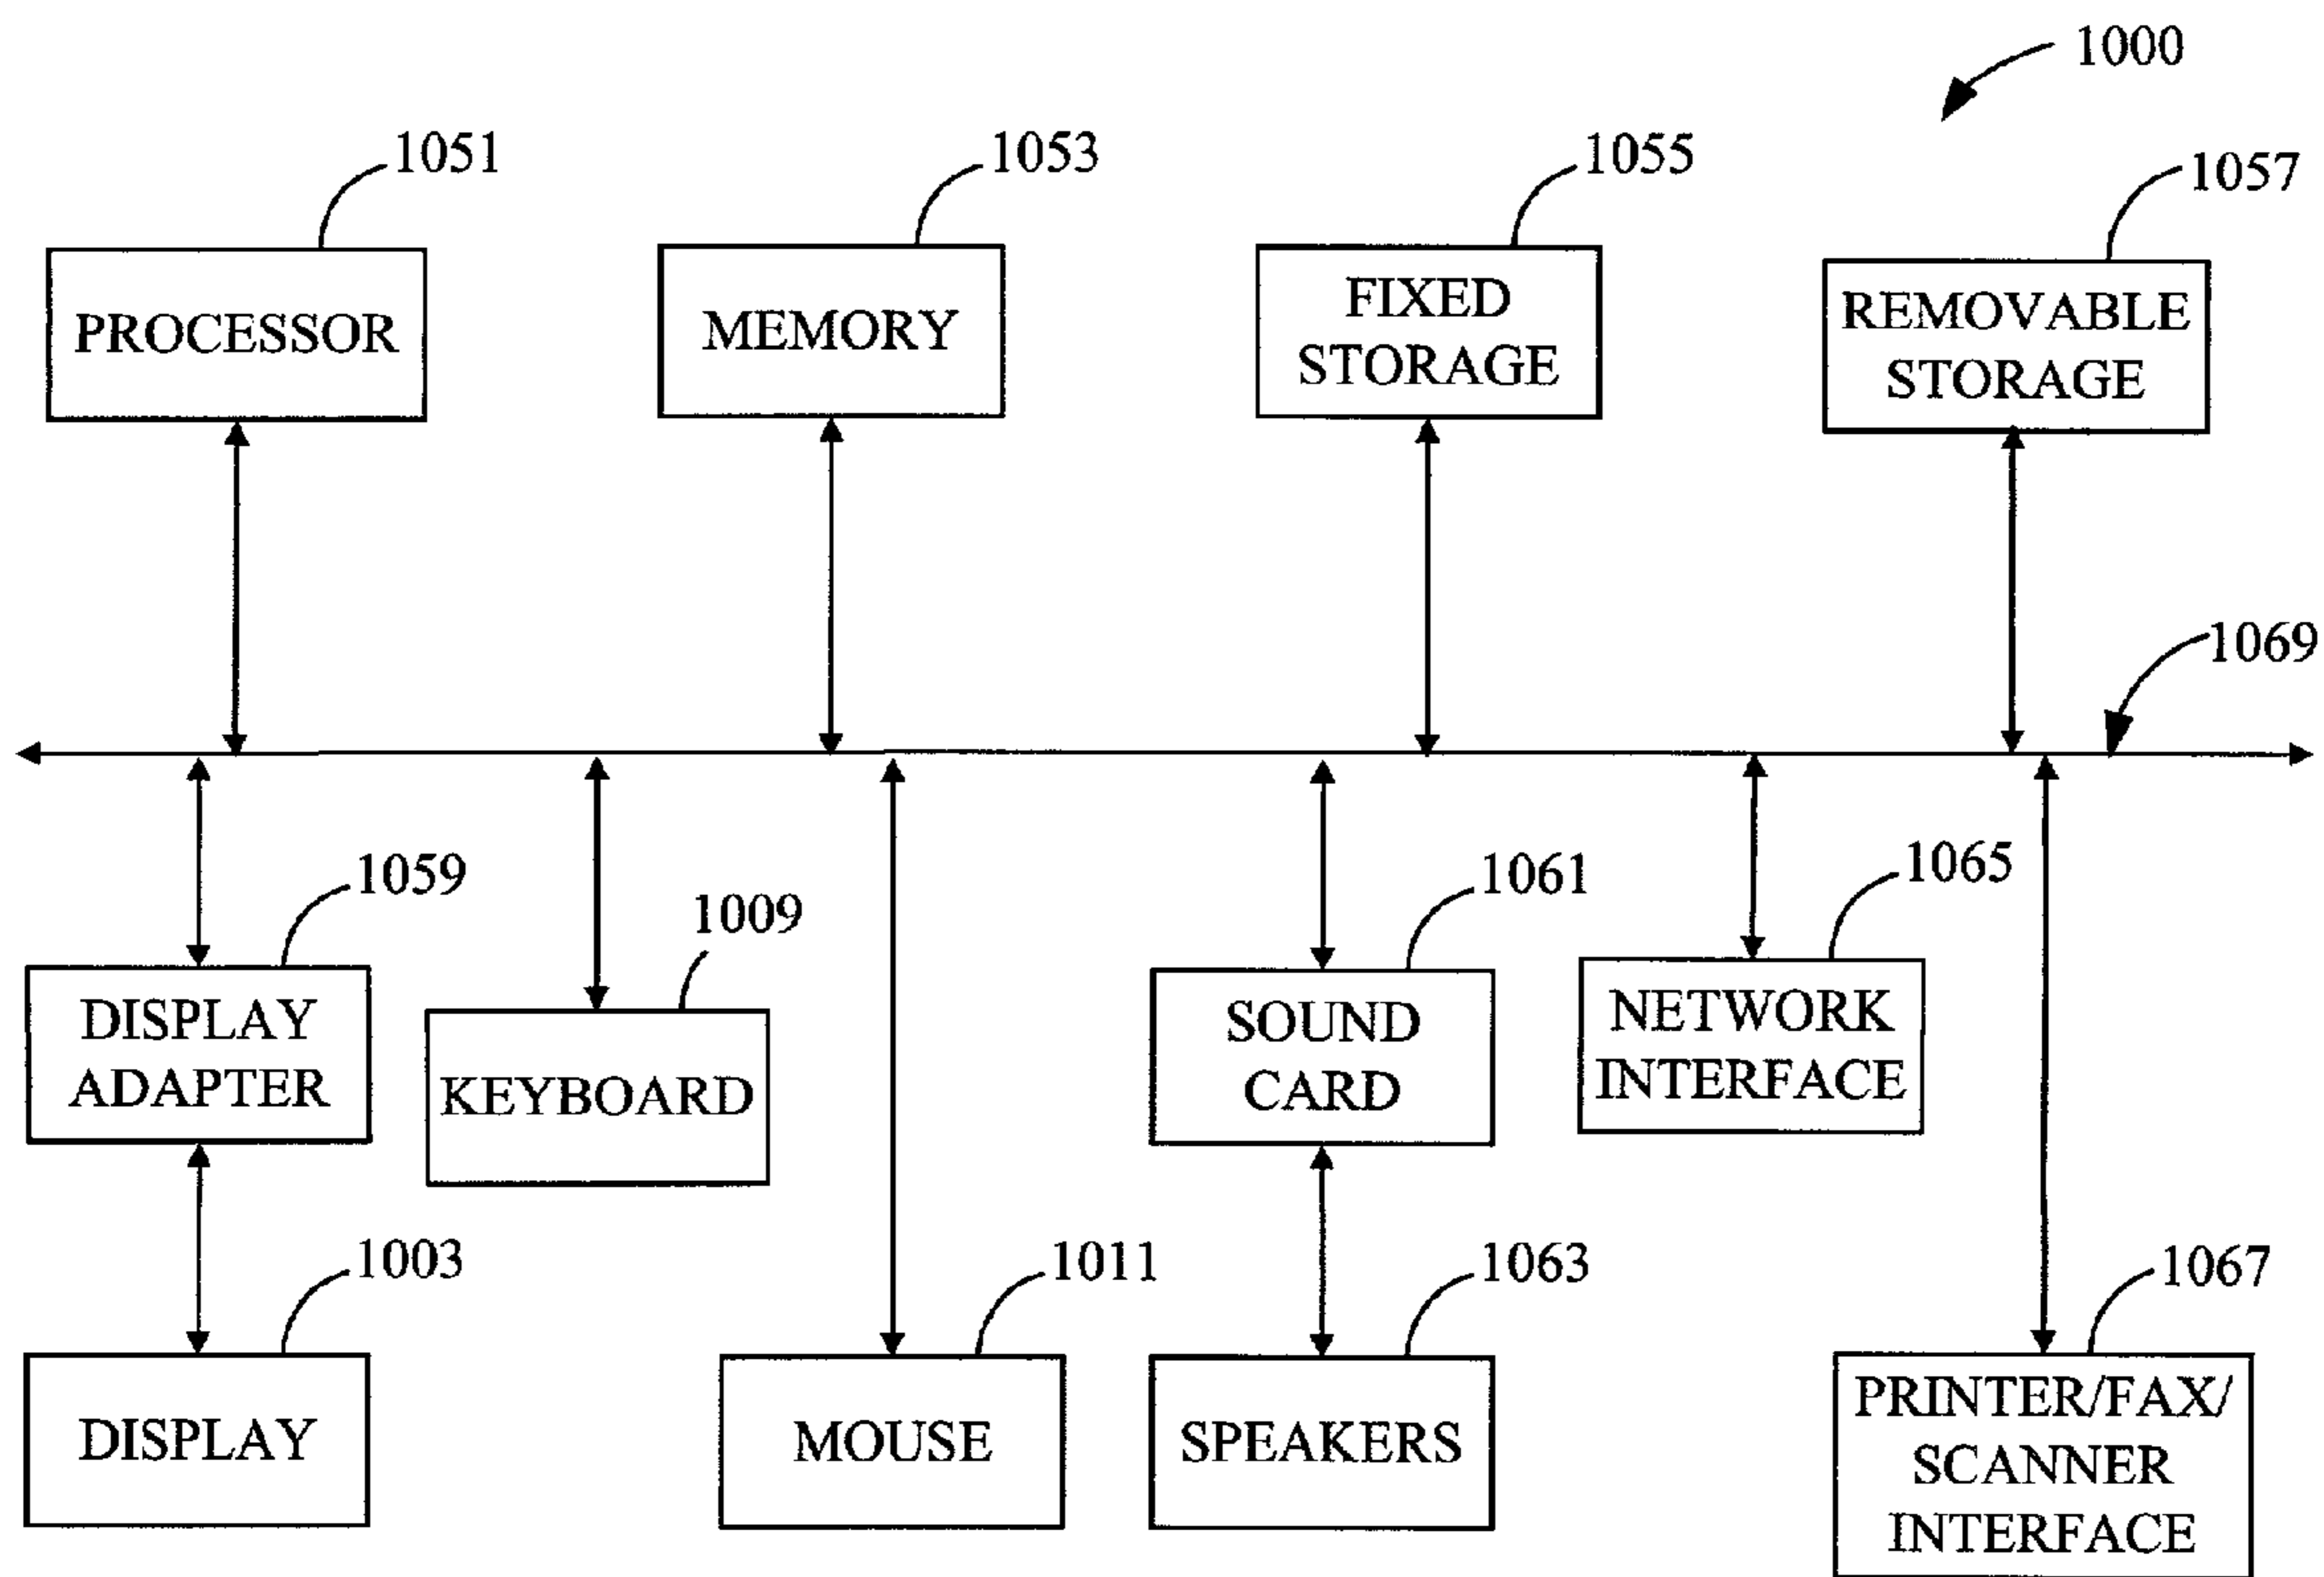 1000
1051
1053
1055
1057
PROCESSOR
MEMORY
FIXED
STORAGE
REMOVABLE
STORAGE
1069
1059
1009
1061
1065
DISPLAY
ADAPTER
KEYBOARD
SOUND
CARD
NETWORK
INTERFACE
1003
1011
1063
1067
DISPLAY
MOUSE
SPEAKERS
PRINTER/FAX/
SCANNER
INTERFACE